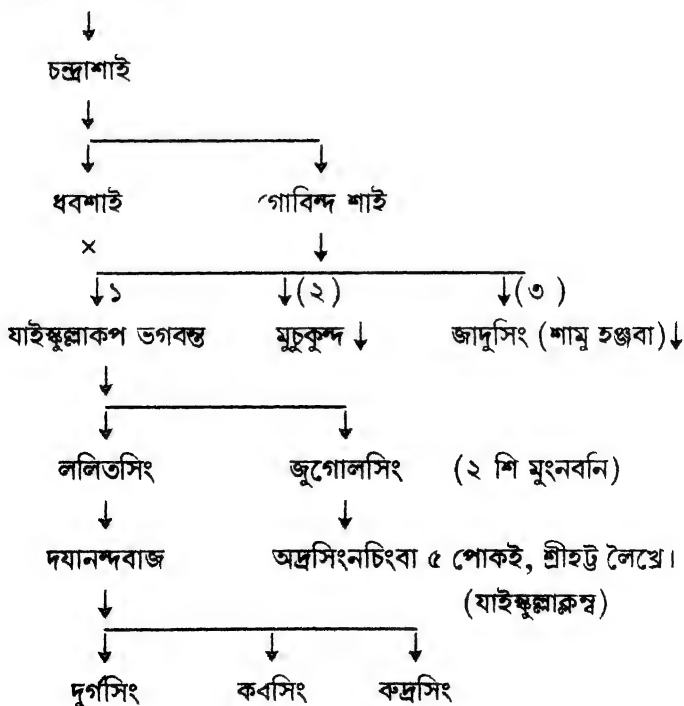 চন্দ্রাশাই
ধবশাই গোবিন্দ শাই
×
১ (২) (৩)
যাইস্কুল্লাকপ ভগবন্ত মুচুকুন্দ জাদুসিং (শামু হঞ্জবা)
ললিতসিং জুগোলসিং (২ শি মুংনবনি)
দযানন্দবাজ অদ্রসিংনচিংবা ৫ পোকই, শ্রীহট্ট লৈখ্রে।
(যাইস্কুল্লাক্লম্ব)
দুর্গসিং কবসিং রুদ্রসিং